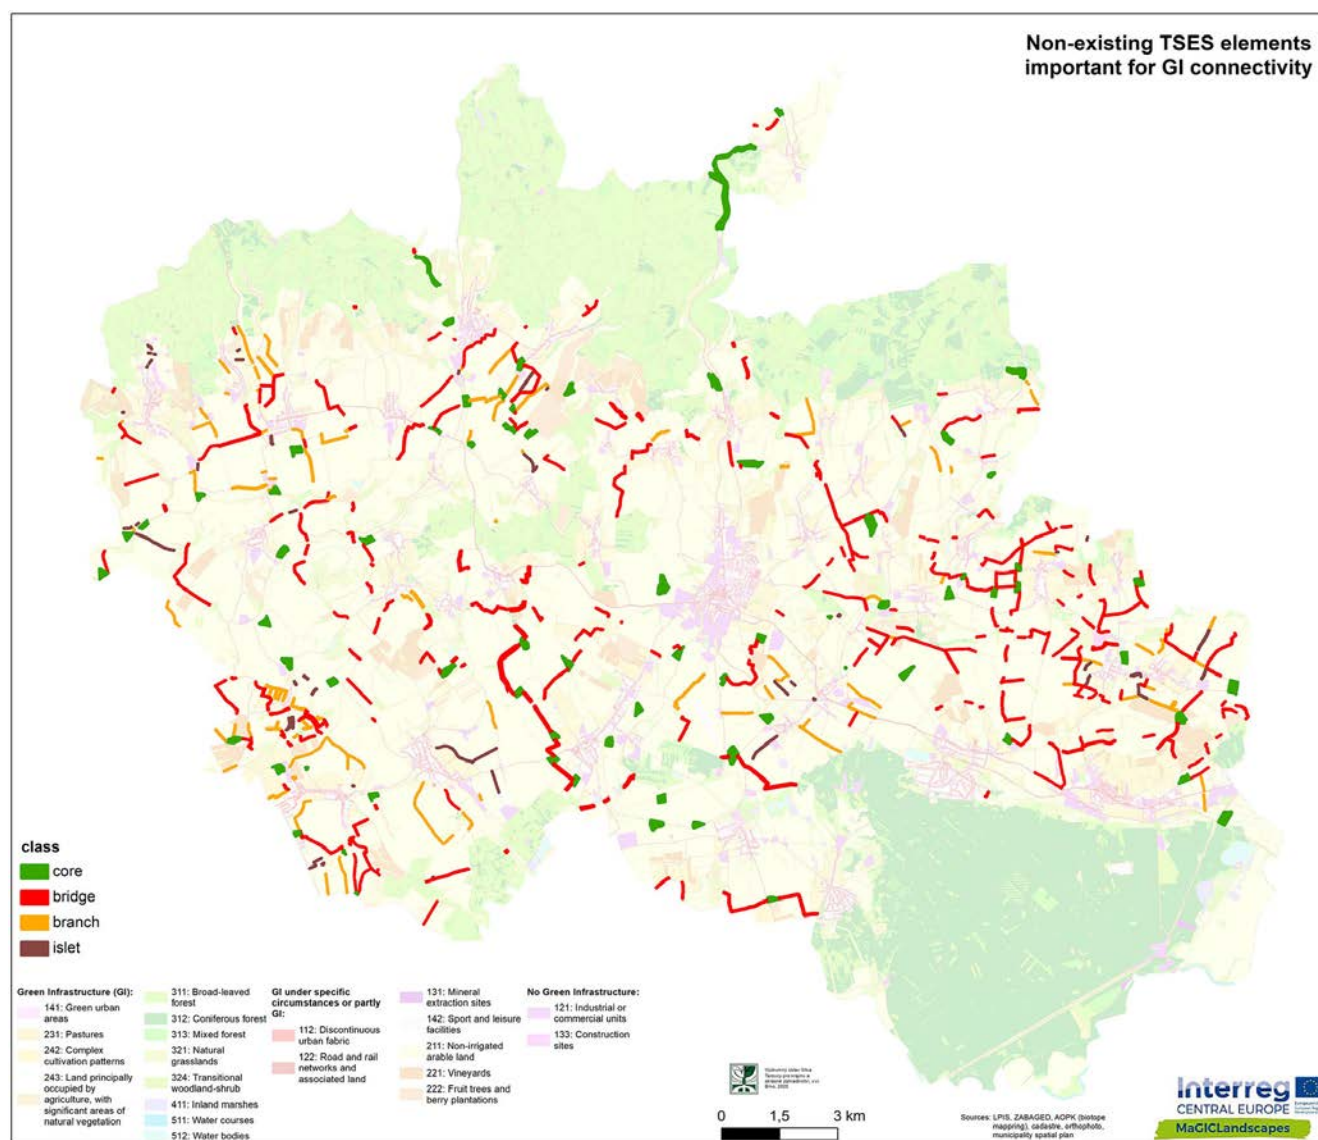 Non-existing TSES elements
important for GI connectivity
class
core
bridge
branch
islet
Green Infrastructure (GI):
141: Green urban
areas
231: Pastures
242: Complex
cultivation patterns
243: Land principally
occupied by
agriculture, with
significant areas of
natural vegetation
311: Broad-leaved
forest
312: Coniferous forest
313: Mixed forest
321: Natural
grasslands
324: Transitional
woodland-shrub
411: Inland marshes
511: Water courses
512: Water bodies
GI under specific
circumstances or partly
GI:
112: Discontinuous
urban fabric
122: Road and rail
networks and
associated land
131: Mineral
extraction sites
142: Sport and leisure
facilities
211: Non-irrigated
arable land
221: Vineyards
222: Fruit trees and
berry plantations
No Green Infrastructure:
121: Industrial or
commercial units
133: Construction
sites
0 1,5 3 km
Sources: LPIS, ZABAGED, AOPK (biotope
mappring), cadastre, orthophoto,
municipality spatial plan
Interreg
CENTRAL EUROPE
MaGICLandscapes